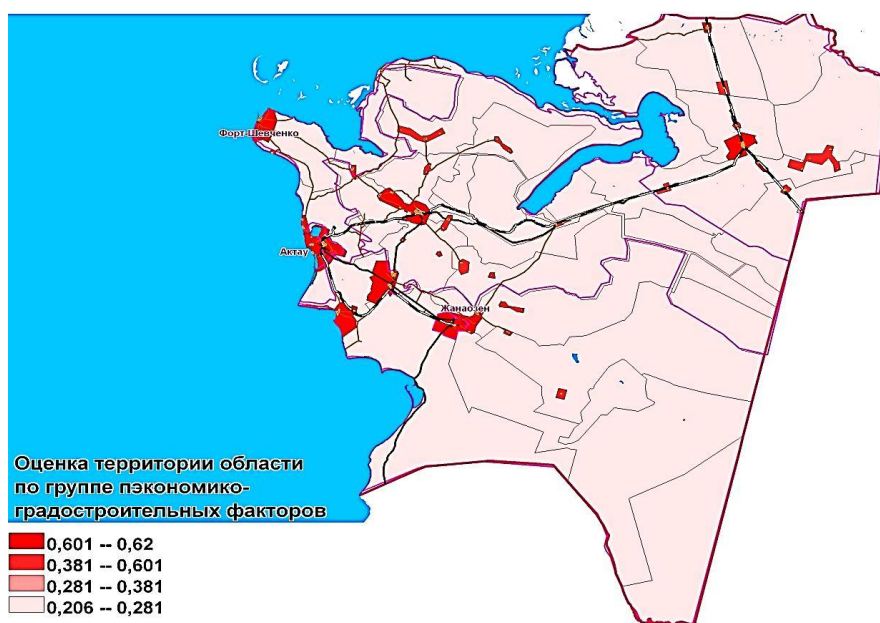 Форт-Шевченко
Актау
Жанаозен
Оценка территории области
по группе пэкономико-
градостроительных факторов
0,601 -- 0,62
0,381 -- 0,601
0,281 -- 0,381
0,206 -- 0,281